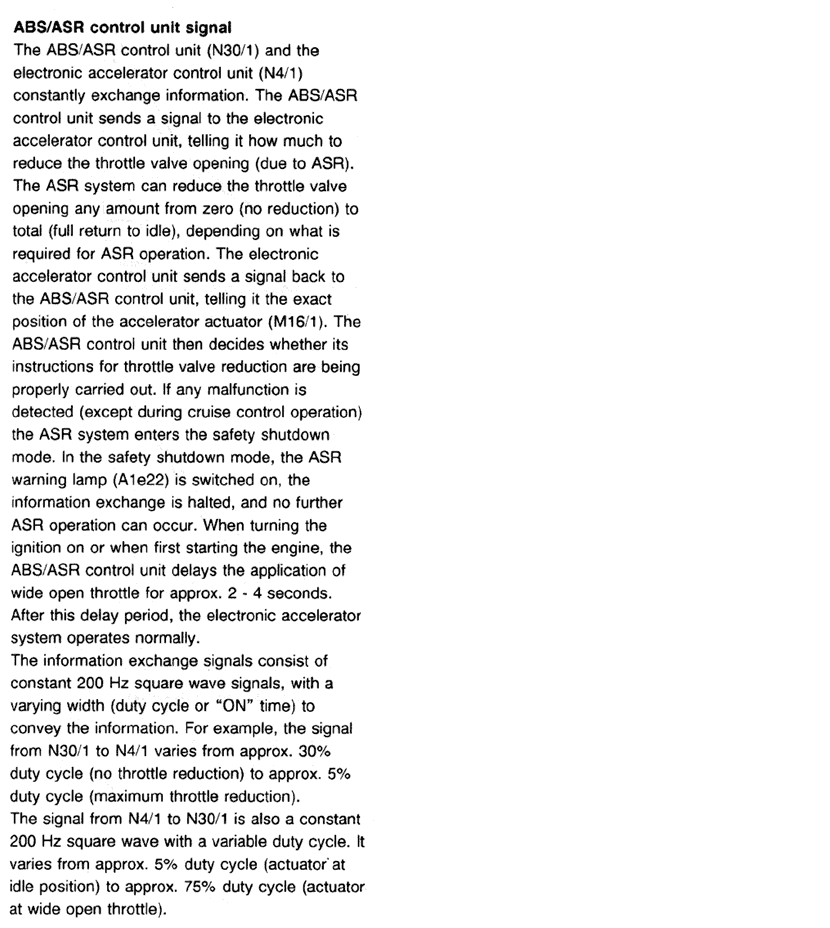 ABS/ASR control unit signal
The ABS/ASR control unit (N30/1) and the
electronic accelerator control unit (N4/1)
constantly exchange information. The ABS/ASR
control unit sends a signal to the electronic
accelerator control unit, telling it how much to
reduce the throttle valve opening (due to ASR).
The ASR system can reduce the throttle valve
opening any amount from zero (no reduction) to
total (full return to idle), depending on what is
required for ASR operation. The electronic
accelerator control unit sends a signal back to
the ABS/ASR control unit, telling it the exact
position of the accelerator actuator (M16/1). The
ABS/ASR control unit then decides whether its
instructions for throttle valve reduction are being
properly carried out. If any malfunction is
detected (except during cruise control operation)
the ASR system enters the safety shutdown
mode. In the safety shutdown mode, the ASR
warning lamp (A1e22) is switched on, the
information exchange is halted, and no further
ASR operation can occur. When turning the
ignition on or when first starting the engine, the
ABS/ASR control unit delays the application of
wide open throttle for approx. 2 - 4 seconds.
After this delay period, the electronic accelerator
system operates normally.
The information exchange signals consist of
constant 200 Hz square wave signals, with a
varying width (duty cycle or “ON” time) to
convey the information. For example, the signal
from N30/1 to N4/1 varies from approx. 30%
duty cycle (no throttle reduction) to approx. 5%
duty cycle (maximum throttle reduction).
The signal from N4/1 to N30/1 is also a constant
200 Hz square wave with a variable duty cycle. It
varies from approx. 5% duty cycle (actuator at
idle position) to approx. 75% duty cycle (actuator
at wide open throttle).